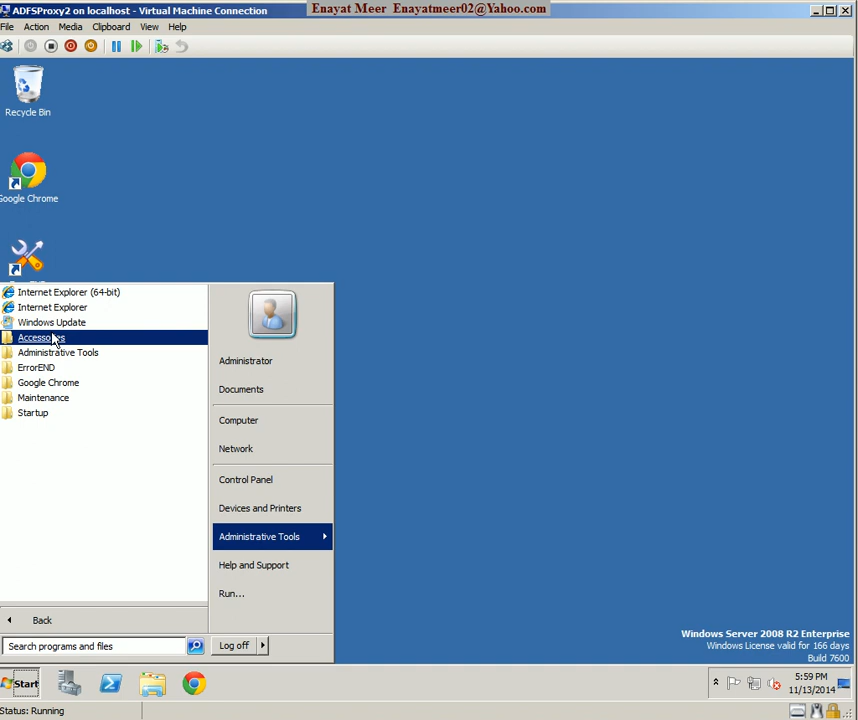 ADFSProxy2 on localhost - Virtual Machine Connection
Enayat Meer Enayatmeer02@Yahoo.com
File Action Media Clipboard View Help
Recycle Bin
Google Chrome
Internet Explorer (64-bit)
Internet Explorer
Windows Update
Accessories
Administrative Tools
ErrorEND
Google Chrome
Maintenance
Startup
Back
Search programs and files
Administrator
Documents
Computer
Network
Control Panel
Devices and Printers
Administrative Tools
Help and Support
Run...
Log off
Windows Server 2008 R2 Enterprise
Windows License valid for 166 days
Build 7600
Start
5:59 PM
11/13/2014
Status: Running